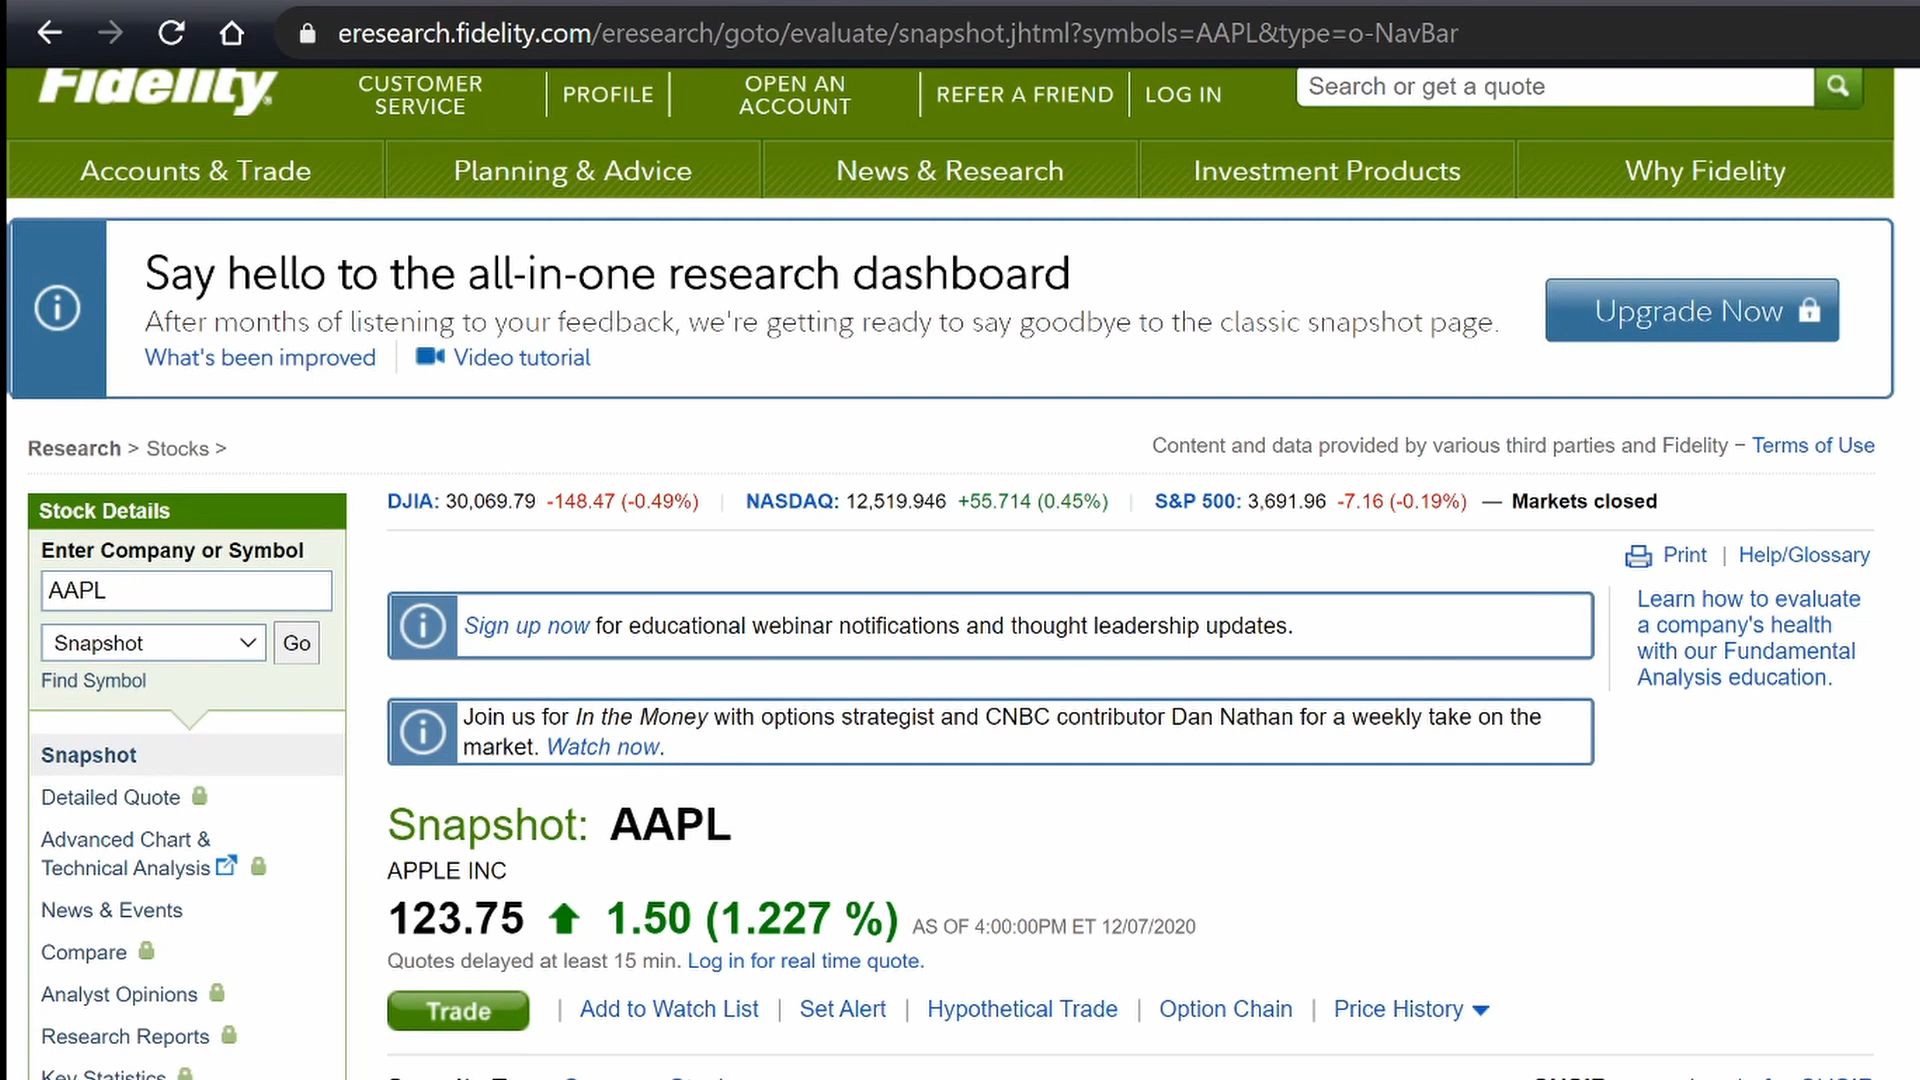 eresearch.fidelity.com/eresearch/goto/evaluate/snapshot.jhtml?symbols=AAPL&type=o-NavBar
Fidelity
CUSTOMER SERVICE
PROFILE
OPEN AN ACCOUNT
REFER A FRIEND
LOG IN
Search or get a quote
Accounts & Trade
Planning & Advice
News & Research
Investment Products
Why Fidelity
Say hello to the all-in-one research dashboard
After months of listening to your feedback, we're getting ready to say goodbye to the classic snapshot page.
What's been improved
Video tutorial
Upgrade Now
Research > Stocks >
Content and data provided by various third parties and Fidelity – Terms of Use
Stock Details
Enter Company or Symbol
AAPL
Snapshot
Go
Find Symbol
Snapshot
Detailed Quote
Advanced Chart &
Technical Analysis
News & Events
Compare
Analyst Opinions
Research Reports
Key Statistics
DJIA: 30,069.79 -148.47 (-0.49%) | NASDAQ: 12,519.946 +55.714 (0.45%) | S&P 500: 3,691.96 -7.16 (-0.19%) — Markets closed
Print | Help/Glossary
Sign up now for educational webinar notifications and thought leadership updates.
Learn how to evaluate
a company's health
with our Fundamental
Analysis education.
Join us for In the Money with options strategist and CNBC contributor Dan Nathan for a weekly take on the
market. Watch now.
Snapshot: AAPL
APPLE INC
123.75 1.50 (1.227 %) AS OF 4:00:00PM ET 12/07/2020
Quotes delayed at least 15 min. Log in for real time quote.
Trade | Add to Watch List | Set Alert | Hypothetical Trade | Option Chain | Price History